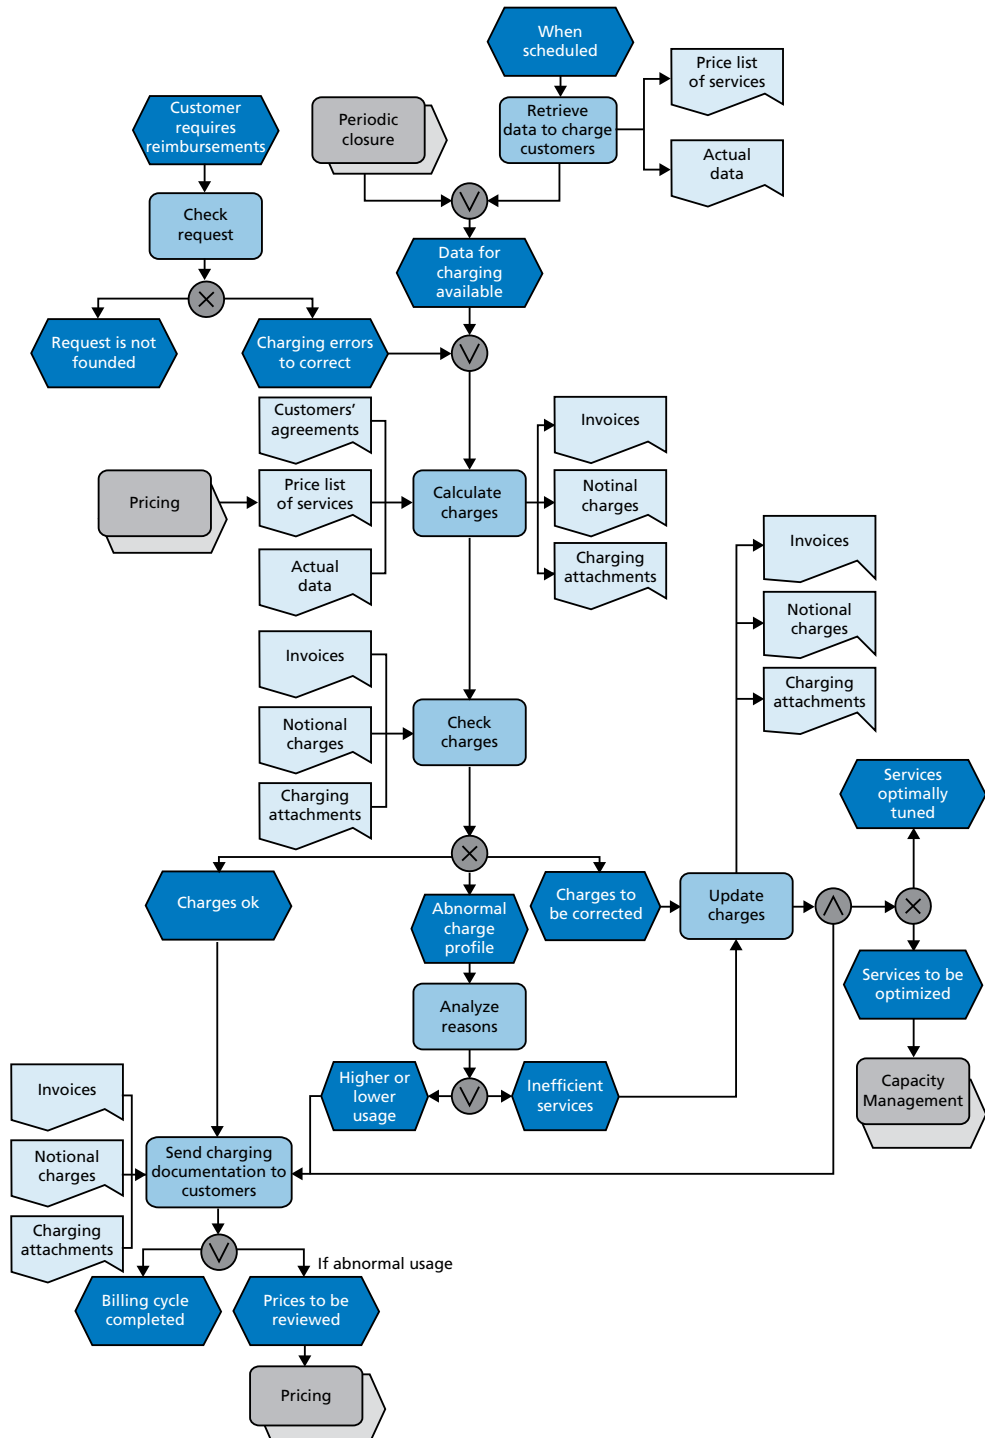 When
scheduled
Price list
of services
Customer
requires
reimbursements
Periodic
closure
Retrieve
data to charge
customers
Actual
data
Check
request
Data for
charging
available
Request is not
founded
Charging errors
to correct
Customers'
agreements
Invoices
Pricing
Price list
of services
Calculate
charges
Notinal
charges
Actual
data
Charging
attachments
Invoices
Notional
charges
Charging
attachments
Invoices
Notional
charges
Check
charges
Charging
attachments
Services
optimally
tuned
Charges ok
Abnormal
charge
profile
Charges to
be corrected
Update
charges
Services to be
optimized
Analyze
reasons
Higher or
lower
usage
Inefficient
services
Capacity
Management
Invoices
Notional
charges
Charging
attachments
Send charging
documentation to
customers
If abnormal usage
Billing cycle
completed
Prices to be
reviewed
Pricing